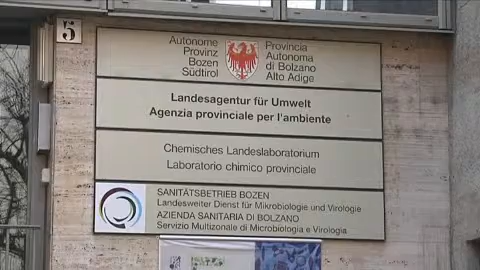 5
Autonome Provinz Bozen Südtirol
Provincia Autonoma di Bolzano Alto Adige
Landesagentur für Umwelt
Agenzia provinciale per l'ambiente
Chemisches Landeslaboratorium
Laboratorio chimico provinciale
SANITÄTSBETRIEB BOZEN
Landesweiter Dienst für Mikrobiologie und Virologie
AZIENDA SANITARIA DI BOLZANO
Servizio Multizonale di Microbiologia e Virologia